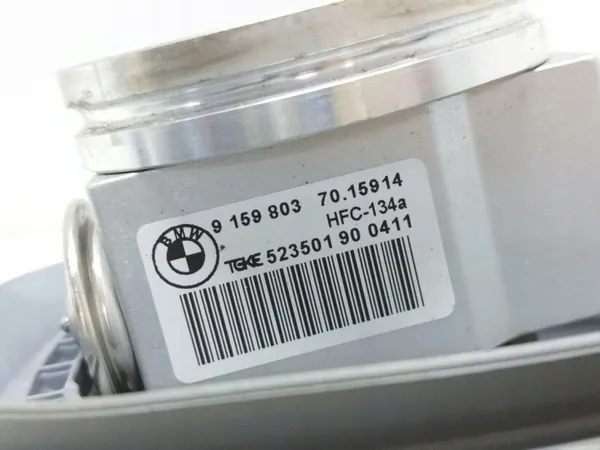 BMW
9 159 803 70.15914
HFC-134a
TGKE 523501 90 0411